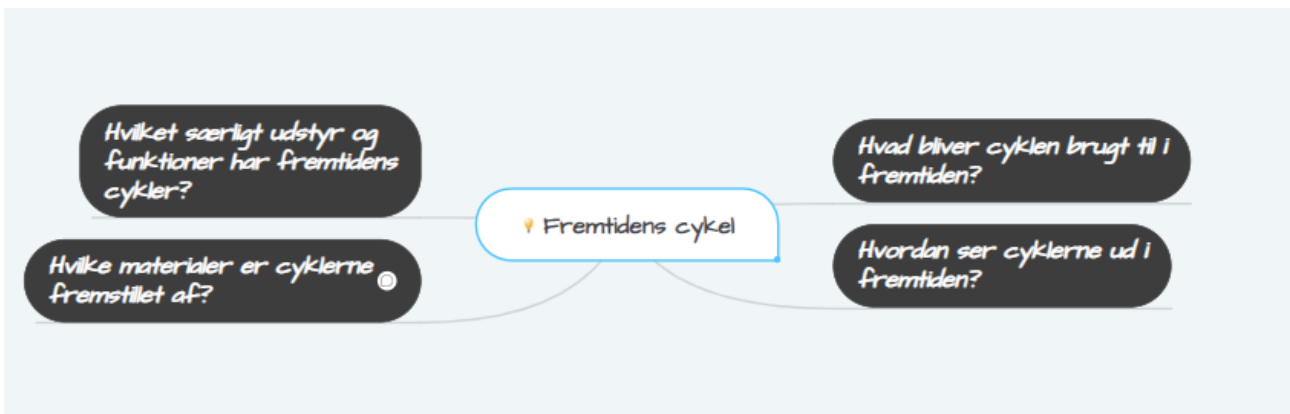 Hvilket særligt udstyr og
funktioner har fremtidens
cykler?
Hvilke materialer er cyklerne
fremstillet af?
Fremtidens cykel
Hvad bliver cyklen brugt til i
fremtiden?
Hvordan ser cyklerne ud i
fremtiden?